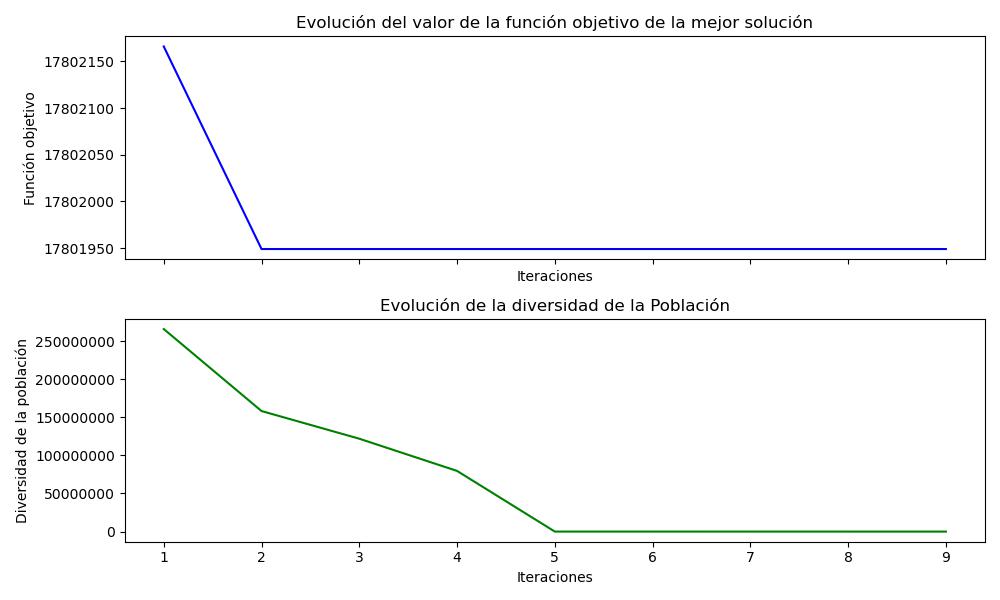 Evolución del valor de la función objetivo de la mejor solución
Función objetivo
17802150
17802100
17802050
17802000
17801950
Iteraciones
Evolución de la diversidad de la Población
Diversidad de la población
250000000
200000000
150000000
100000000
50000000
0
1 2 3 4 5 6 7 8 9
Iteraciones